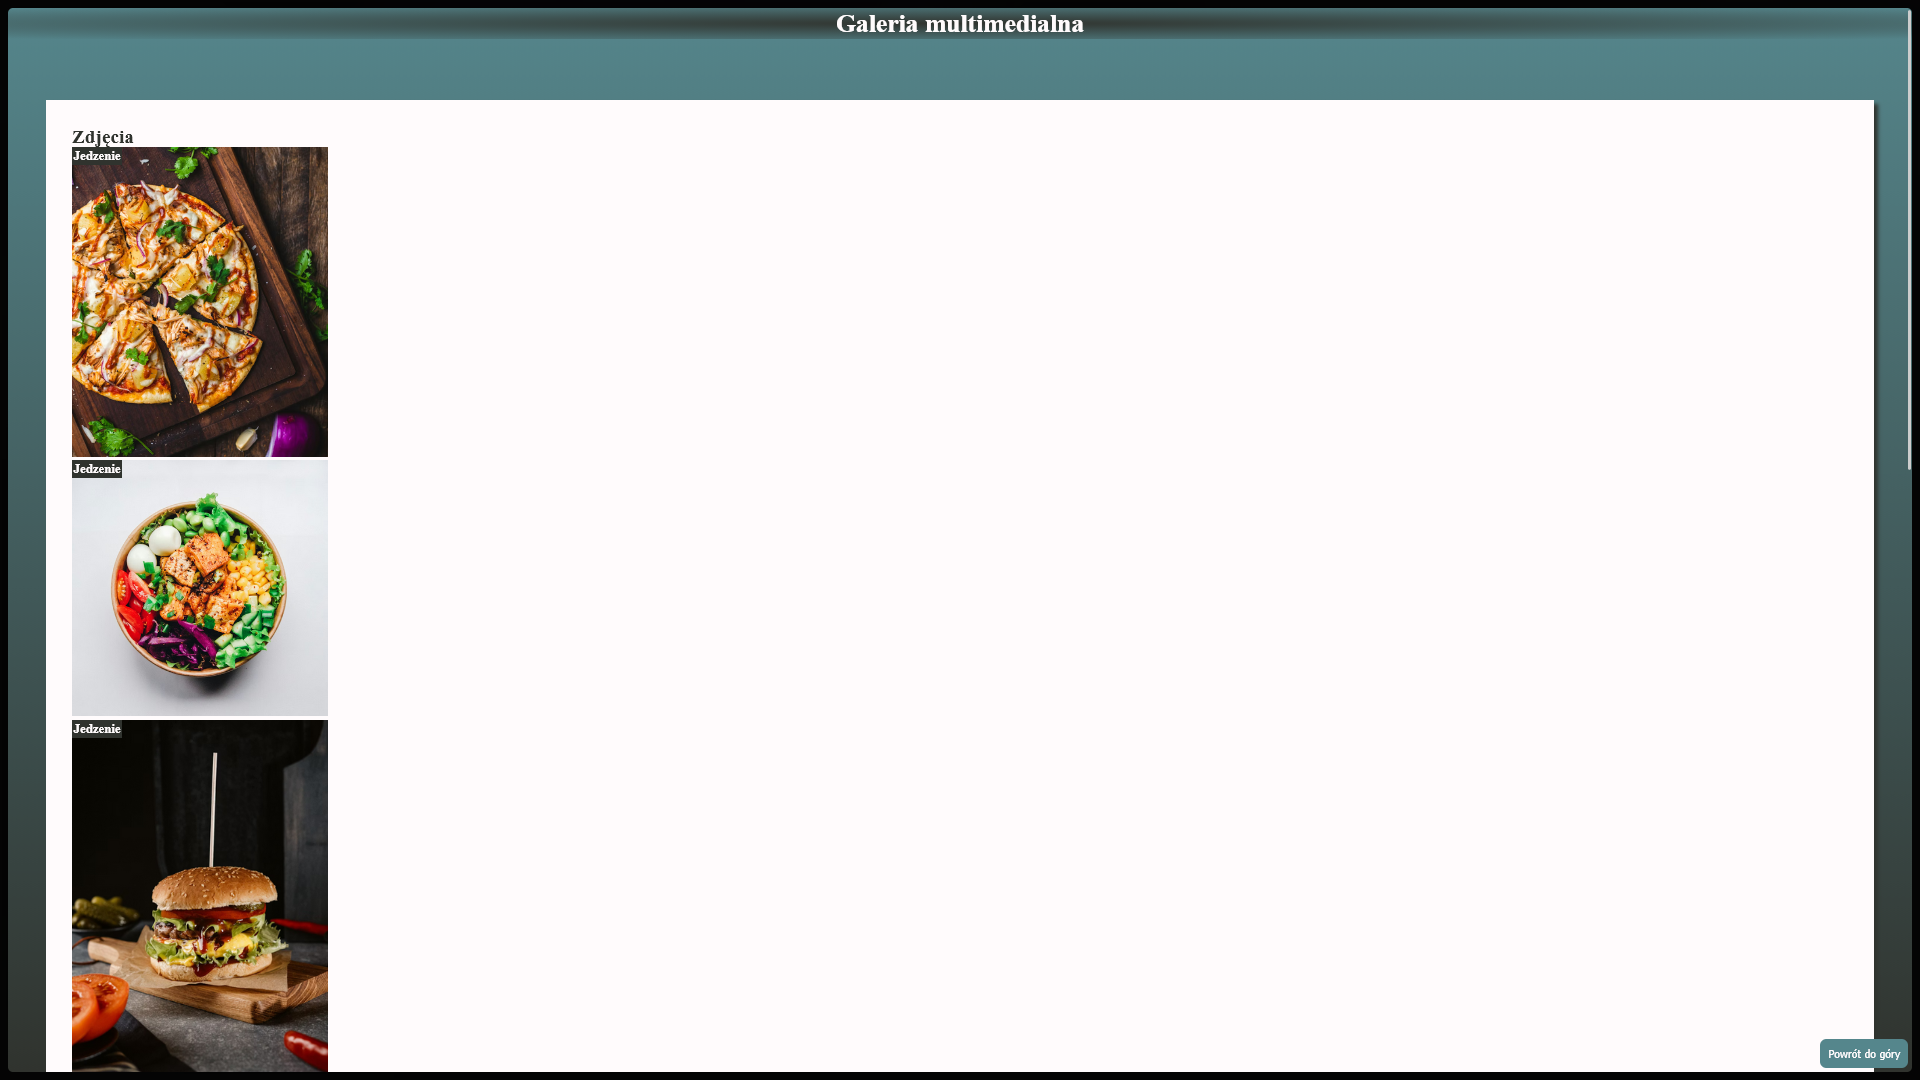 Galeria multimedialna
Zdjęcia
Jedzenie
Jedzenie
Jedzenie
Powrót do góry